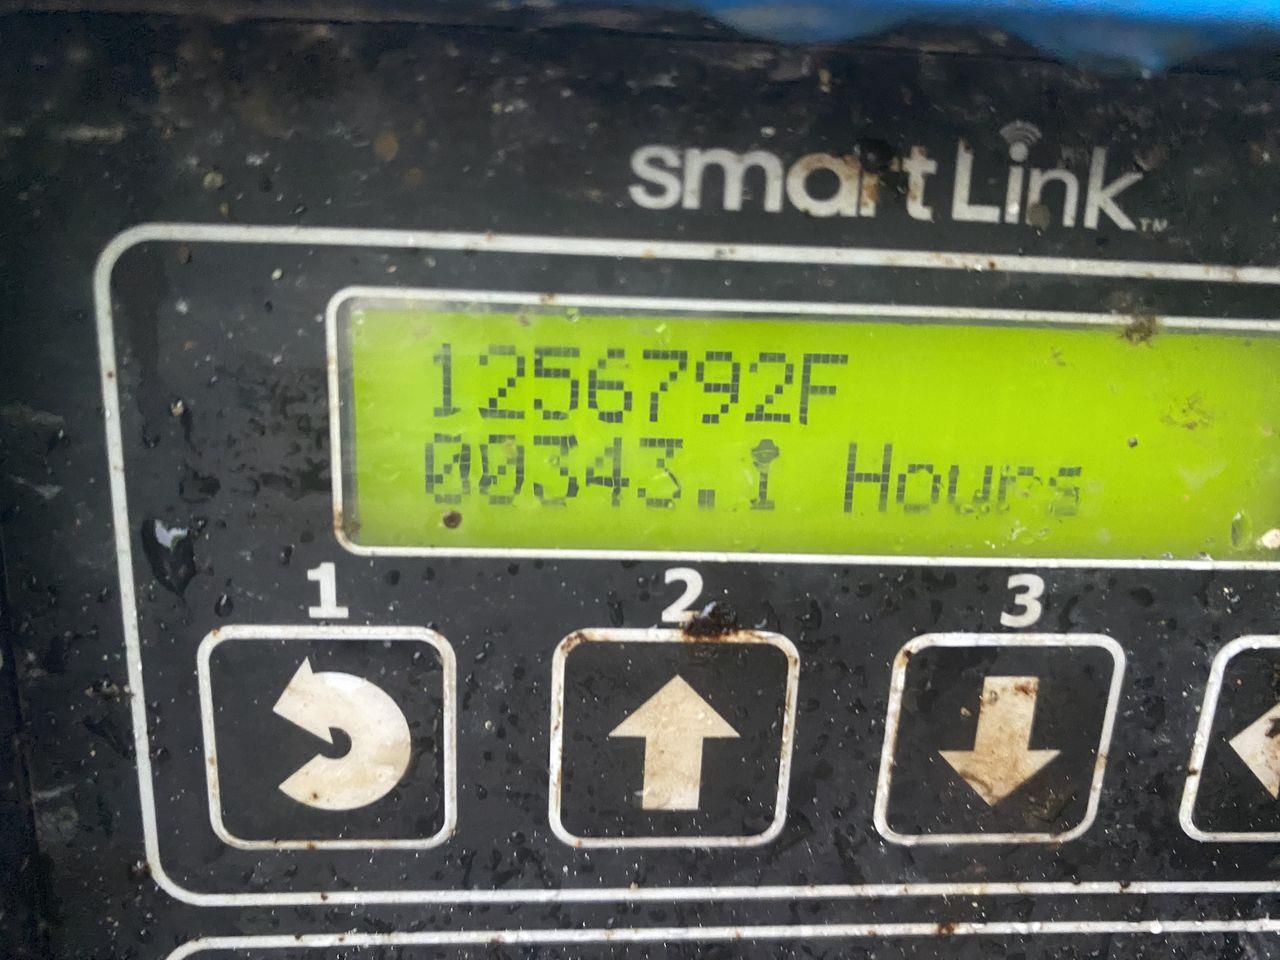 smartLink™
1256792F
00343.1 Hours
1
2
3